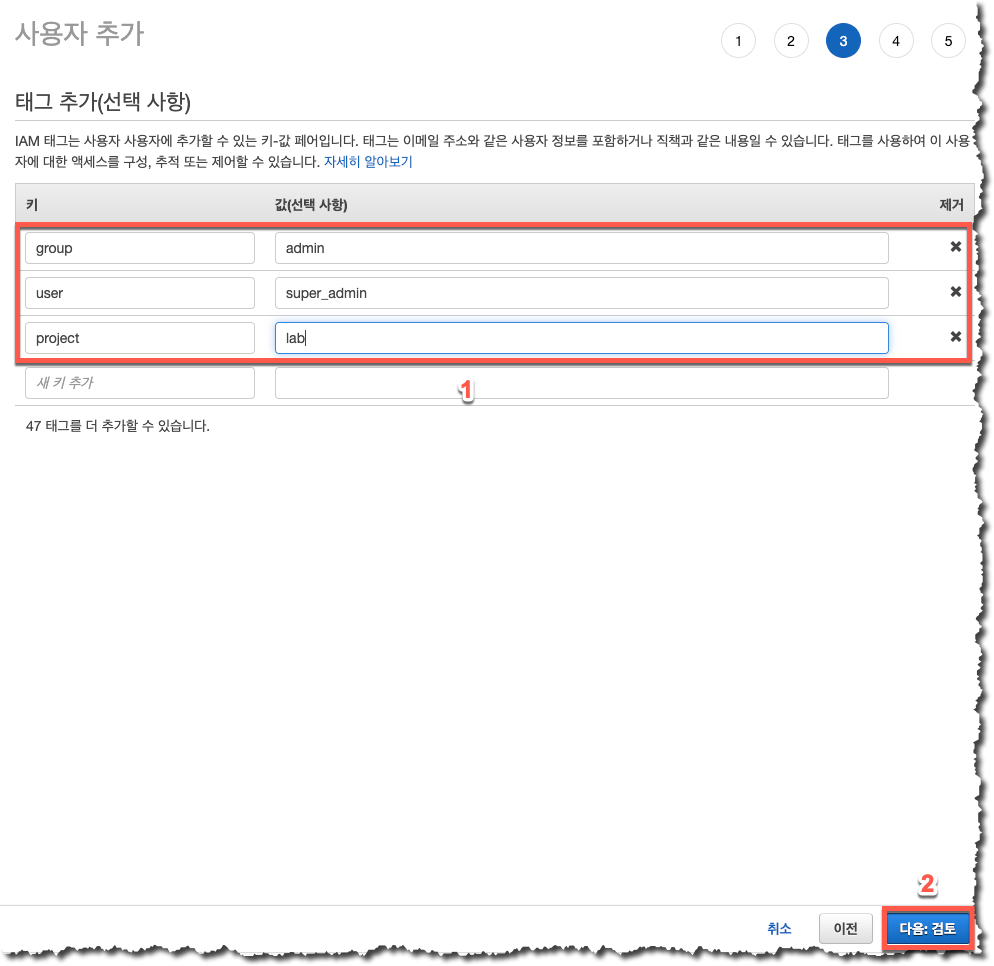 사용자 추가
1 2 3 4 5
태그 추가(선택 사항)
IAM 태그는 사용자 사용자에 추가할 수 있는 키-값 페어입니다. 태그는 이메일 주소와 같은 사용자 정보를 포함하거나 직책과 같은 내용일 수 있습니다. 태그를 사용하여 이 사용
자에 대한 액세스를 구성, 추적 또는 제어할 수 있습니다. 자세히 알아보기
키 값(선택 사항) 제거
group admin ✖
user super_admin ✖
project lab ✖
새 키 추가
1
47 태그를 더 추가할 수 있습니다.
2
취소 이전 다음: 검토